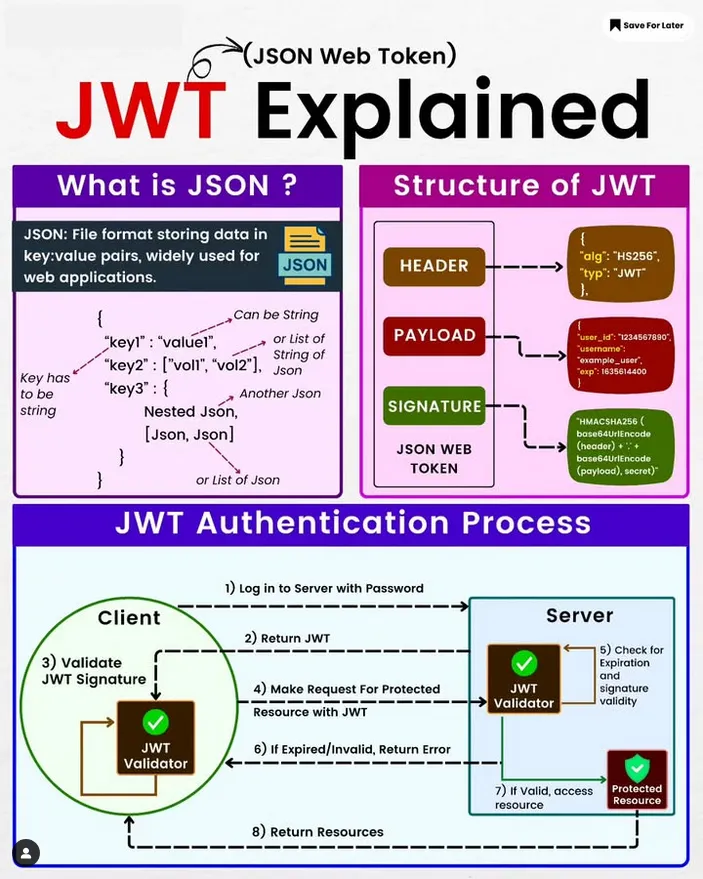 Save For Later
(JSON Web Token)
JWT Explained
What is JSON ?
JSON: File format storing data in
key:value pairs, widely used for
web applications.
JSON
{
Can be String
"key1" : "value1",
"key2" : ["vol1", "vol2"],
or List of
String of
Json
Key has
to be
string
"key3" : {
Another Json
Nested Json,
[Json, Json]
}
or List of Json
}
Structure of JWT
HEADER
{
"alg": "HS256",
"typ": "JWT"
},
PAYLOAD
{
"user_id": "1234567890",
"username":
"example_user",
"exp": 1635614400
}
SIGNATURE
"HMACSHA256 (
base64UrlEncode
(header) + '.' +
base64UrlEncode
(payload), secret)"
JSON WEB
TOKEN
JWT Authentication Process
Client
Server
1) Log in to Server with Password
2) Return JWT
3) Validate
JWT Signature
JWT
Validator
4) Make Request For Protected
Resource with JWT
JWT
Validator
5) Check for
Expiration
and
signature
validity
6) If Expired/Invalid, Return Error
7) If Valid, access
resource
Protected
Resource
8) Return Resources